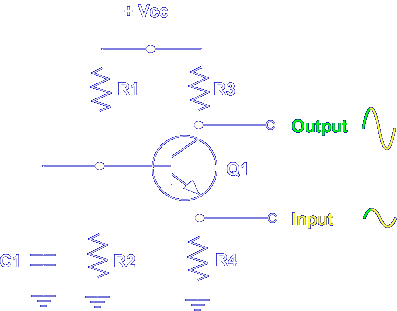 + Vcc
R1
R3
C Output
Q1
C Input
C1
R2
R4